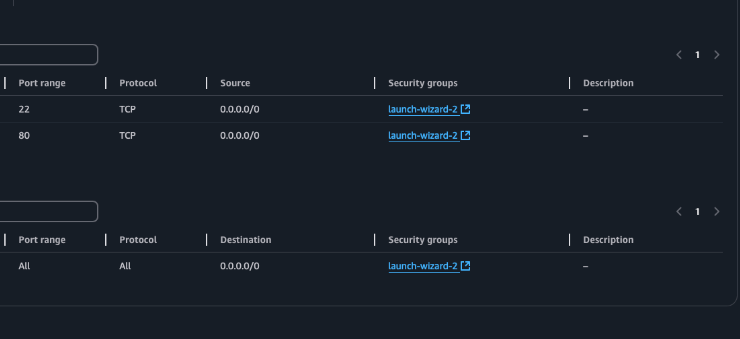 1
Port range Protocol Source Security groups Description
22 TCP 0.0.0.0/0 launch-wizard-2 –
80 TCP 0.0.0.0/0 launch-wizard-2 –
1
Port range Protocol Destination Security groups Description
All All 0.0.0.0/0 launch-wizard-2 –